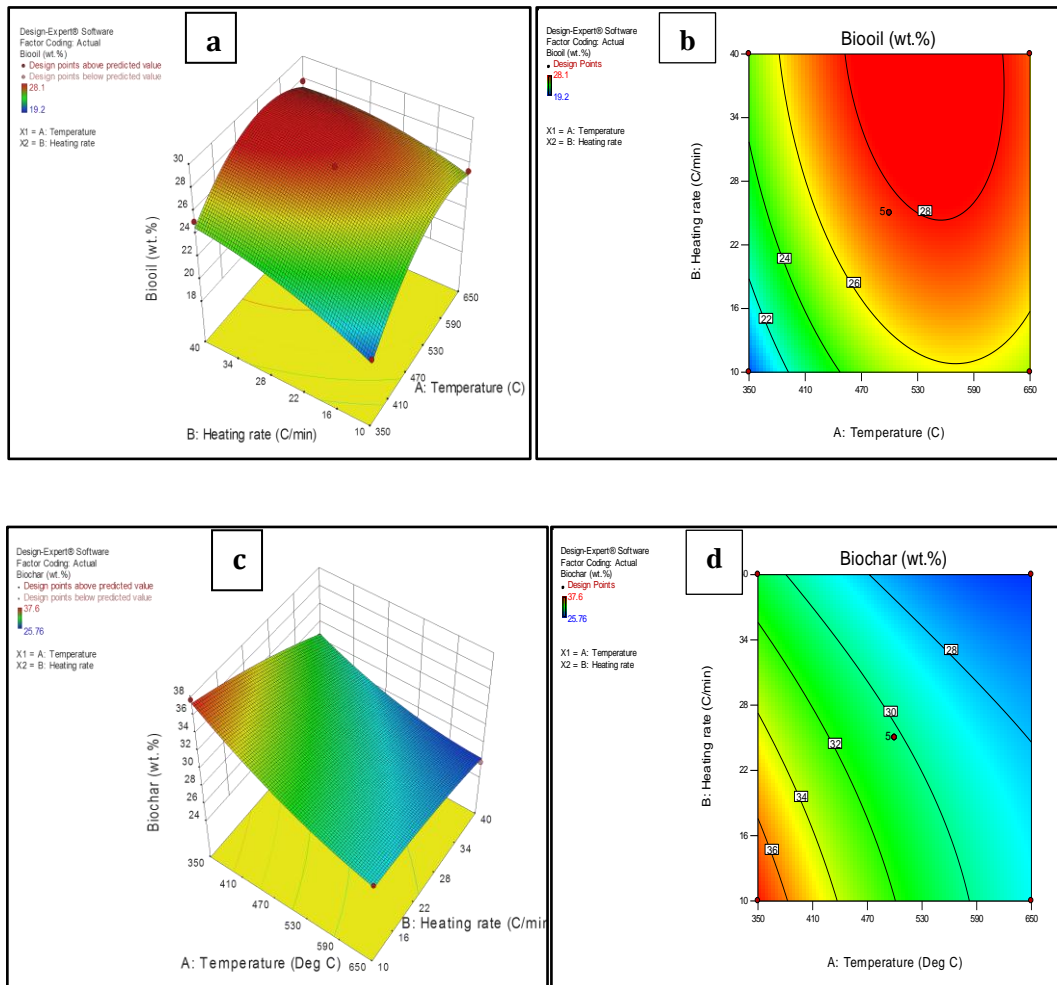 a
Design-Expert® Software
Factor Coding: Actual
Biooil (wt.%)
Design points above predicted value
Design points below predicted value
28.1
19.2
X1 = A: Temperature
X2 = B: Heating rate
30
28
26
24
22
20
18
Biooil (wt.%)
40
34
28
22
16
10
B: Heating rate (C/min)
350
410
470
530
590
650
A: Temperature (C)
b
Design-Expert® Software
Factor Coding: Actual
Biooil (wt.%)
Design Points
28.1
19.2
X1 = A: Temperature
X2 = B: Heating rate
Biooil (wt.%)
40
34
28
22
16
10
B: Heating rate (C/min)
350
410
470
530
590
650
A: Temperature (C)
22
24
26
28
5
c
Design-Expert® Software
Factor Coding: Actual
Biochar (wt.%)
Design points above predicted value
Design points below predicted value
37.6
25.76
X1 = A: Temperature
X2 = B: Heating rate
38
36
34
32
30
28
26
24
Biochar (wt.%)
350
410
470
530
590
650
A: Temperature (Deg C)
10
16
22
28
34
40
B: Heating rate (C/min
d
Design-Expert® Software
Factor Coding: Actual
Biochar (wt.%)
Design Points
37.6
25.76
X1 = A: Temperature
X2 = B: Heating rate
Biochar (wt.%)
34
28
22
16
10
B: Heating rate (C/min)
350
410
470
530
590
650
A: Temperature (Deg C)
36
34
32
30
28
5